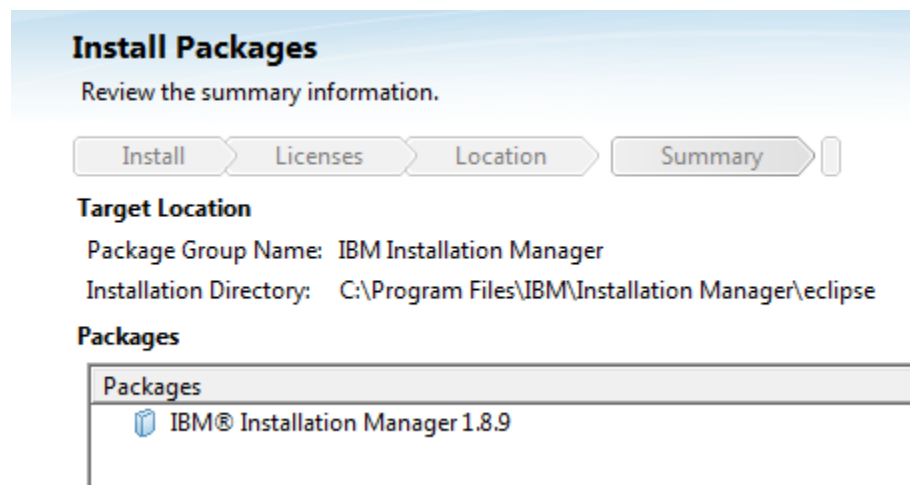 Install Packages
Review the summary information.
Install Licenses Location Summary
Target Location
Package Group Name: IBM Installation Manager
Installation Directory: C:\Program Files\IBM\Installation Manager\eclipse
Packages
Packages
IBM® Installation Manager 1.8.9